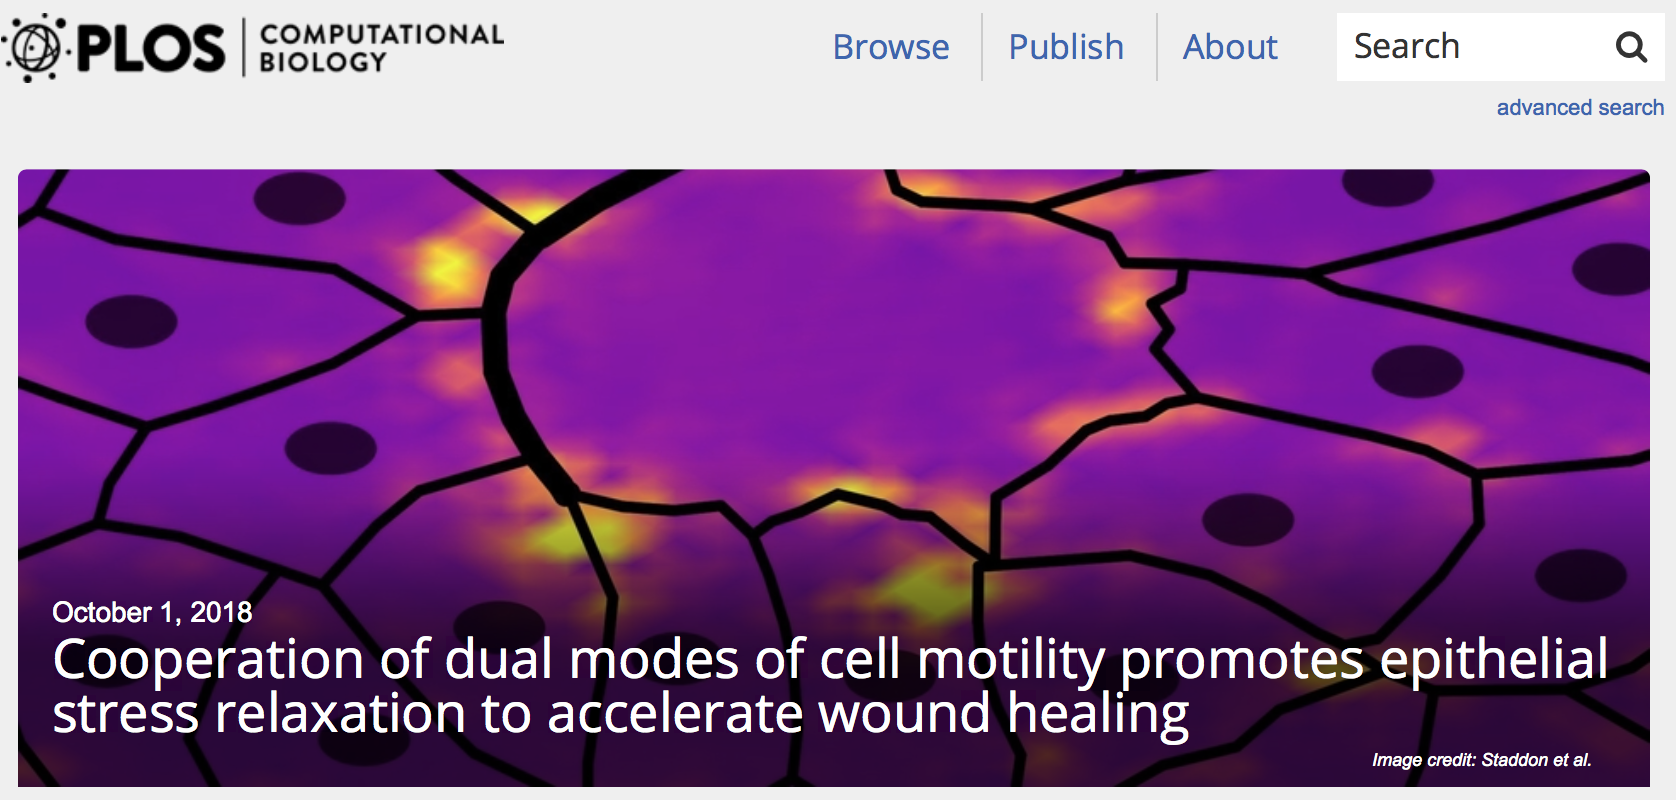 PLOS COMPUTATIONAL
BIOLOGY
Browse Publish About Search
advanced search
October 1, 2018
Cooperation of dual modes of cell motility promotes epithelial
stress relaxation to accelerate wound healing
Image credit: Staddon et al.